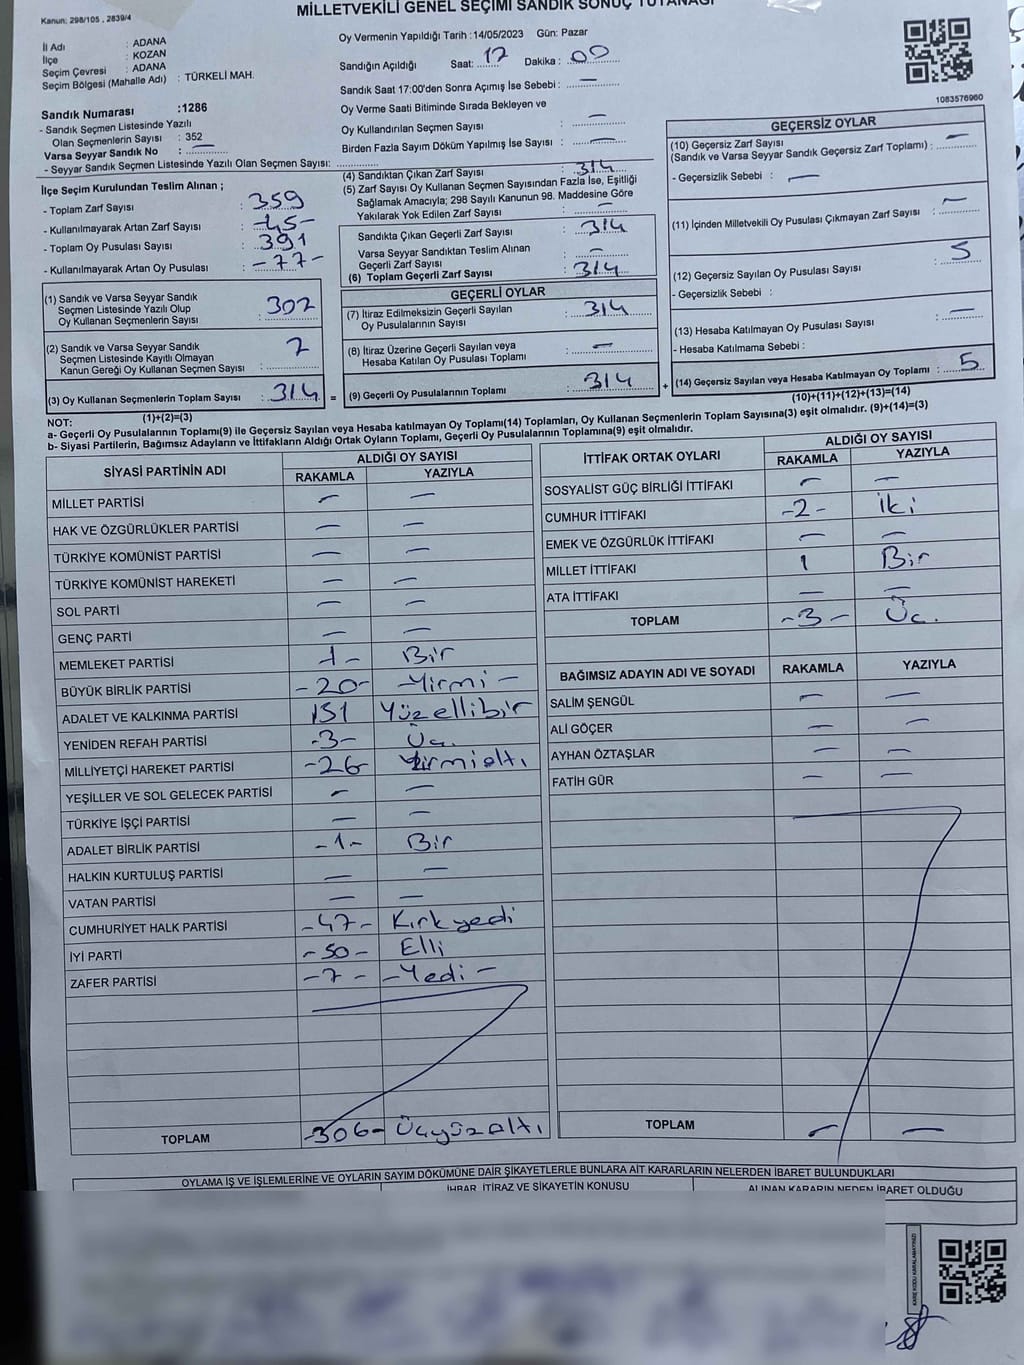 MİLLETVEKİLİ GENEL SEÇİMİ SANDIK SONUÇ TUTANAĞI
Kanun: 298/105 , 2839/4
İl Adı : ADANA
İlçe : KOZAN
Seçim Çevresi : ADANA
Seçim Bölgesi (Mahalle Adı) : TÜRKELİ MAH.
Sandık Numarası :1286
- Sandık Seçmen Listesinde Yazılı
Olan Seçmenlerin Sayısı : 352
Varsa Seyyar Sandık No : —
- Seyyar Sandık Seçmen Listesinde Yazılı Olan Seçmen Sayısı:
Oy Vermenin Yapıldığı Tarih :14/05/2023 Gün: Pazar
Sandığın Açıldığı Saat: 17 Dakika: 00
Sandık Saat 17:00'den Sonra Açımış İse Sebebi : —
Oy Verme Saati Bitiminde Sırada Bekleyen ve
Oy Kullandırılan Seçmen Sayısı : —
Birden Fazla Sayım Döküm Yapılmış İse Sayısı : —
1083576960
İlçe Seçim Kurulundan Teslim Alınan ;
- Toplam Zarf Sayısı : 359
- Kullanılmayarak Artan Zarf Sayısı : -45-
- Toplam Oy Pusulası Sayısı : 391
- Kullanılmayarak Artan Oy Pusulası : -77-
(1) Sandık ve Varsa Seyyar Sandık
Seçmen Listesinde Yazılı Olup
Oy Kullanan Seçmenlerin Sayısı : 302
(2) Sandık ve Varsa Seyyar Sandık
Seçmen Listesinde Kayıtlı Olmayan
Kanun Gereği Oy Kullanan Seçmen Sayısı : 2
(3) Oy Kullanan Seçmenlerin Toplam Sayısı : 314
(1)+(2)=(3)
(4) Sandıktan Çıkan Zarf Sayısı : 314
(5) Zarf Sayısı Oy Kullanan Seçmen Sayısından Fazla İse, Eşitliği
Sağlamak Amacıyla; 298 Sayılı Kanunun 98. Maddesine Göre
Yakılarak Yok Edilen Zarf Sayısı : —
Sandıkta Çıkan Geçerli Zarf Sayısı : 314
Varsa Seyyar Sandıktan Teslim Alınan
Geçerli Zarf Sayısı : —
(6) Toplam Geçerli Zarf Sayısı : 314
GEÇERLİ OYLAR
(7) İtiraz Edilmeksizin Geçerli Sayılan
Oy Pusulalarının Sayısı : 314
(8) İtiraz Üzerine Geçerli Sayılan veya
Hesaba Katılan Oy Pusulası Toplamı : —
= (9) Geçerli Oy Pusulalarının Toplamı : 314 +
GEÇERSİZ OYLAR
(10) Geçersiz Zarf Sayısı
(Sandık ve Varsa Seyyar Sandık Geçersiz Zarf Toplamı) : —
- Geçersizlik Sebebi : —
(11) İçinden Milletvekili Oy Pusulası Çıkmayan Zarf Sayısı : —
(12) Geçersiz Sayılan Oy Pusulası Sayısı : 5
- Geçersizlik Sebebi :
(13) Hesaba Katılmayan Oy Pusulası Sayısı : —
- Hesaba Katılmama Sebebi :
(14) Geçersiz Sayılan veya Hesaba Katılmayan Oy Toplamı : 5
(10)+(11)+(12)+(13)=(14)
NOT:
a- Geçerli Oy Pusulalarının Toplamı(9) ile Geçersiz Sayılan veya Hesaba katılmayan Oy Toplamı(14) Toplamları, Oy Kullanan Seçmenlerin Toplam Sayısına(3) eşit olmalıdır. (9)+(14)=(3)
b- Siyasi Partilerin, Bağımsız Adayların ve İttifakların Aldığı Ortak Oyların Toplamı, Geçerli Oy Pusulalarının Toplamına(9) eşit olmalıdır.
SİYASİ PARTİNİN ADI ALDIĞI OY SAYISI
RAKAMLA YAZIYLA
MİLLET PARTİSİ — —
HAK VE ÖZGÜRLÜKLER PARTİSİ — —
TÜRKİYE KOMÜNİST PARTİSİ — —
TÜRKİYE KOMÜNİST HAREKETİ — —
SOL PARTİ — —
GENÇ PARTİ — —
MEMLEKET PARTİSİ -1- Bir
BÜYÜK BİRLİK PARTİSİ -20- -Yirmi-
ADALET VE KALKINMA PARTİSİ 151 Yüzellibir
YENİDEN REFAH PARTİSİ -3- Üç.
MİLLİYETÇİ HAREKET PARTİSİ -26- Yirmialtı
YEŞİLLER VE SOL GELECEK PARTİSİ — —
TÜRKİYE İŞÇİ PARTİSİ — —
ADALET BİRLİK PARTİSİ -1- Bir
HALKIN KURTULUŞ PARTİSİ — —
VATAN PARTİSİ — —
CUMHURİYET HALK PARTİSİ -47- Kırkyedi
İYİ PARTİ -50- Elli
ZAFER PARTİSİ -7- -Yedi-
TOPLAM -306- Üçyüzaltı
İTTİFAK ORTAK OYLARI ALDIĞI OY SAYISI
RAKAMLA YAZIYLA
SOSYALİST GÜÇ BİRLİĞİ İTTİFAKI — —
CUMHUR İTTİFAKI -2- İki
EMEK VE ÖZGÜRLÜK İTTİFAKI — —
MİLLET İTTİFAKI 1 Bir
ATA İTTİFAKI — —
TOPLAM -3- Üç.
BAĞIMSIZ ADAYIN ADI VE SOYADI RAKAMLA YAZIYLA
SALİM ŞENGÜL — —
ALİ GÖÇER — —
AYHAN ÖZTAŞLAR — —
FATİH GÜR — —
TOPLAM — —
OYLAMA İŞ VE İŞLEMLERİNE VE OYLARIN SAYIM DÖKÜMÜNE DAİR ŞİKAYETLERLE BUNLARA AİT KARARLARIN NELERDEN İBARET BULUNDUKLARI
İHBAR, İTİRAZ VE ŞİKAYETİN KONUSU
ALINAN KARARIN NEDEN İBARET OLDUĞU